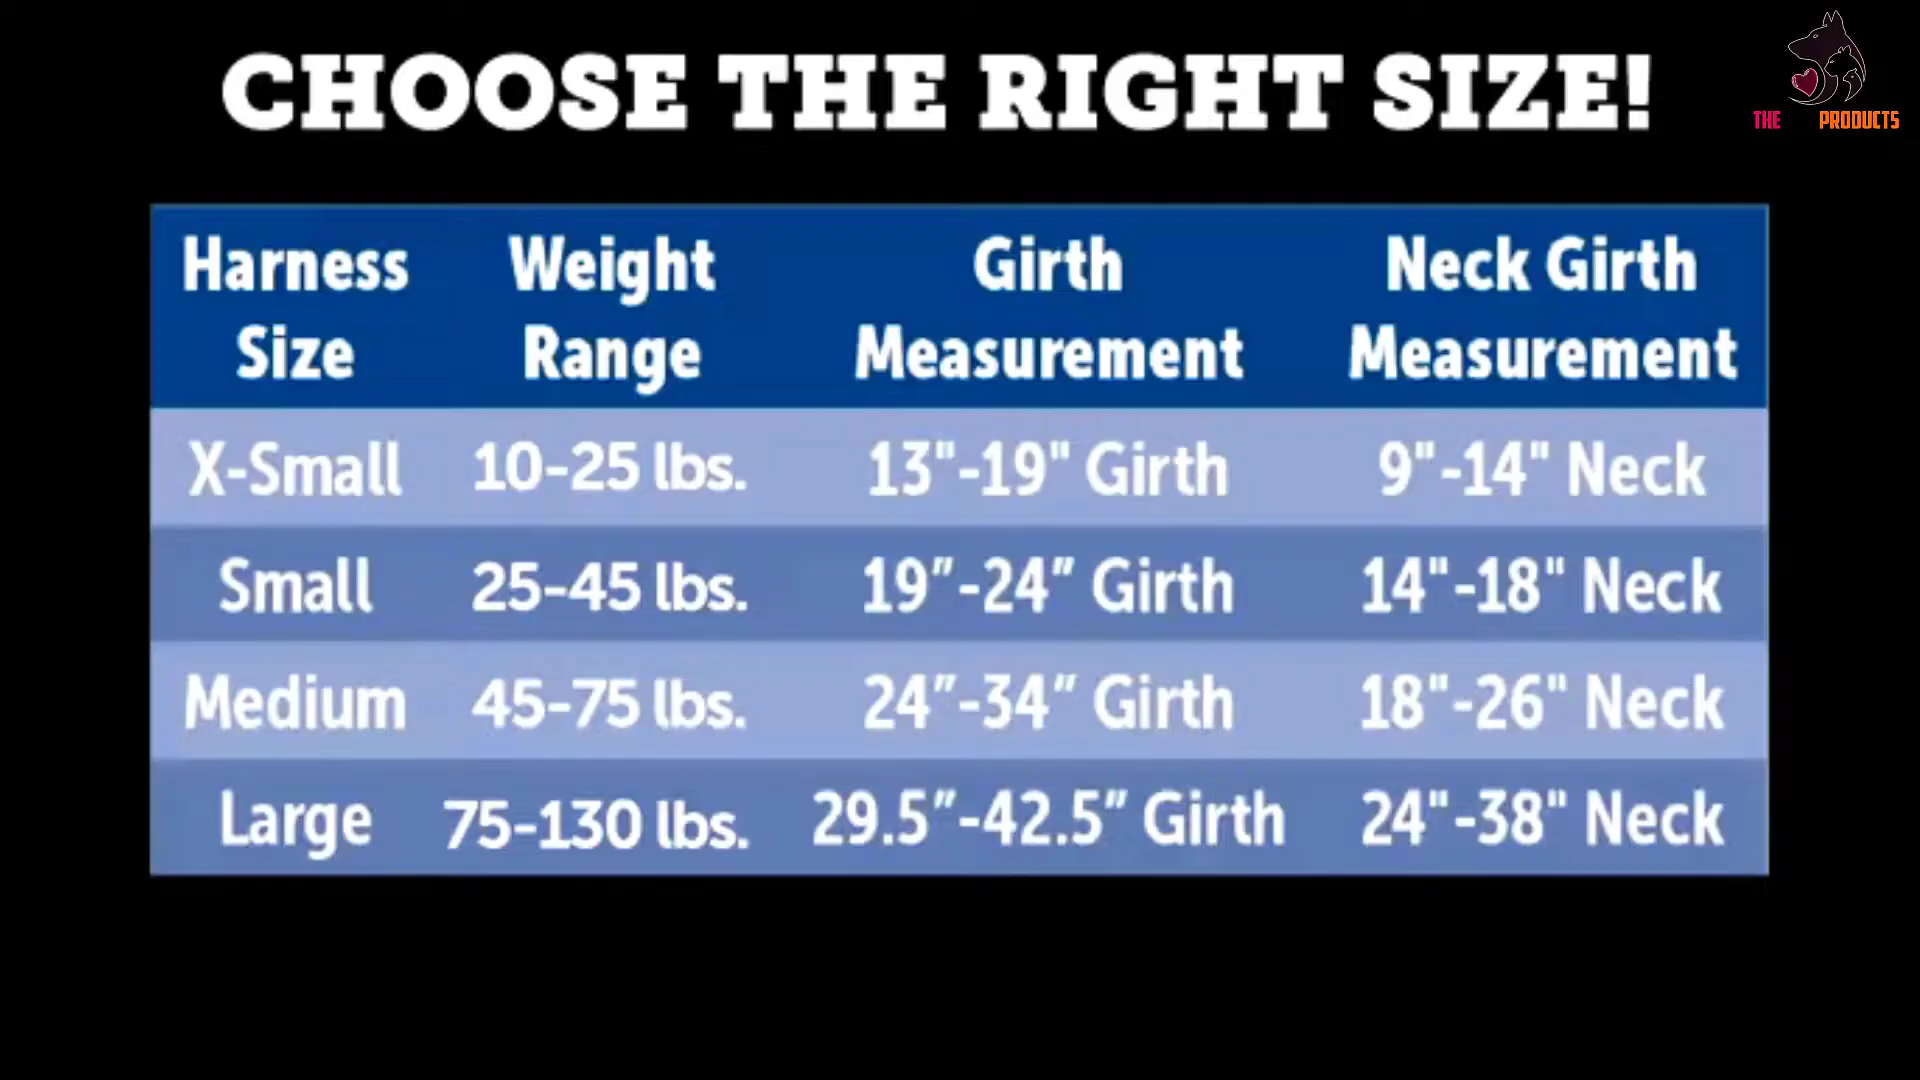 CHOOSE THE RIGHT SIZE!
THE PRODUCTS
Harness Size Weight Range Girth Measurement Neck Girth Measurement
X-Small 10-25 lbs. 13"-19" Girth 9"-14" Neck
Small 25-45 lbs. 19”-24” Girth 14"-18" Neck
Medium 45-75 lbs. 24”-34” Girth 18"-26" Neck
Large 75-130 lbs. 29.5”-42.5” Girth 24"-38" Neck